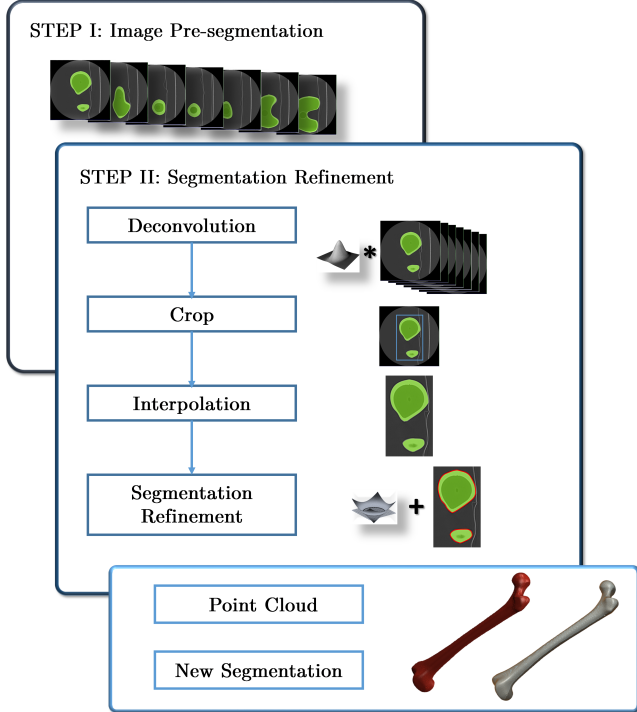 STEP I: Image Pre-segmentation
STEP II: Segmentation Refinement
Deconvolution
*
Crop
Interpolation
Segmentation
Refinement
+
Point Cloud
New Segmentation